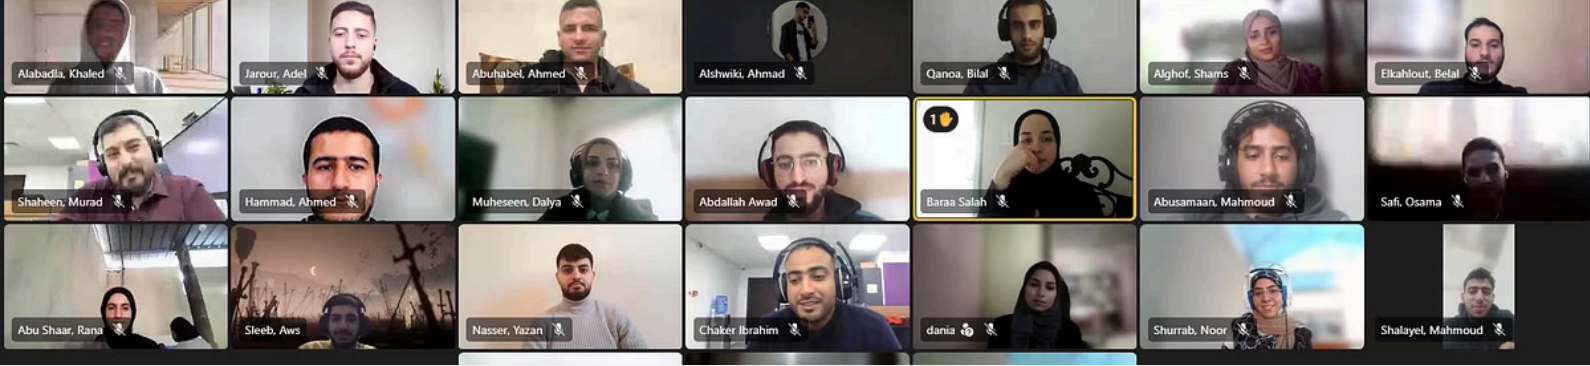 Alabadla, Khaled
Jarour, Adel
Abuhabel, Ahmed
Alshwiki, Ahmad
Qanoa, Bilal
Alghof, Shams
Elkahlout, Belal
Shaheen, Murad
Hammad, Ahmed
Muheseen, Dalya
Abdallah Awad
1
Baraa Salah
Abusamaan, Mahmoud
Safi, Osama
Abu Shaar, Rana
Sleeb, Aws
Nasser, Yazan
Chaker Ibrahim
dania
Shurrab, Noor
Shalayel, Mahmoud